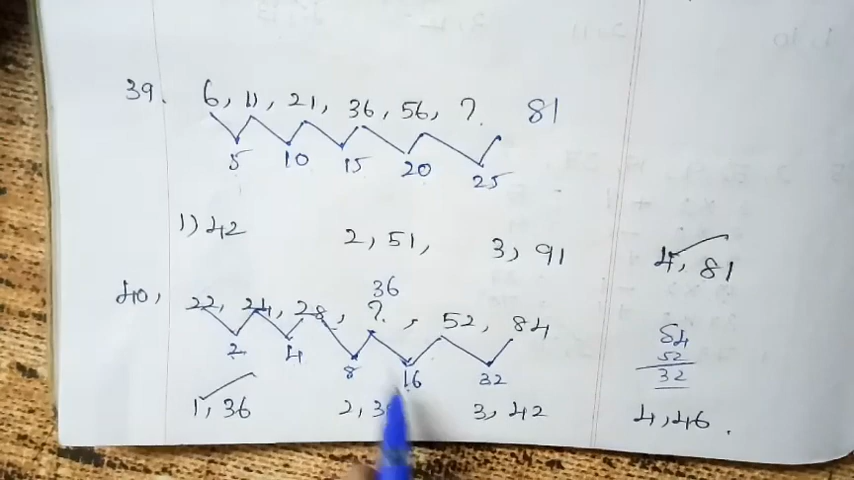 39. 6, 11, 21, 36, 56, ? 81
5 10 15 20 25
1) 42 2, 51, 3, 91 4, 81
36
40, 22, 24, 28, ?, 52, 84
2 4 8 16 32
84
52
32
1, 36 2, 3, 42 4, 46.